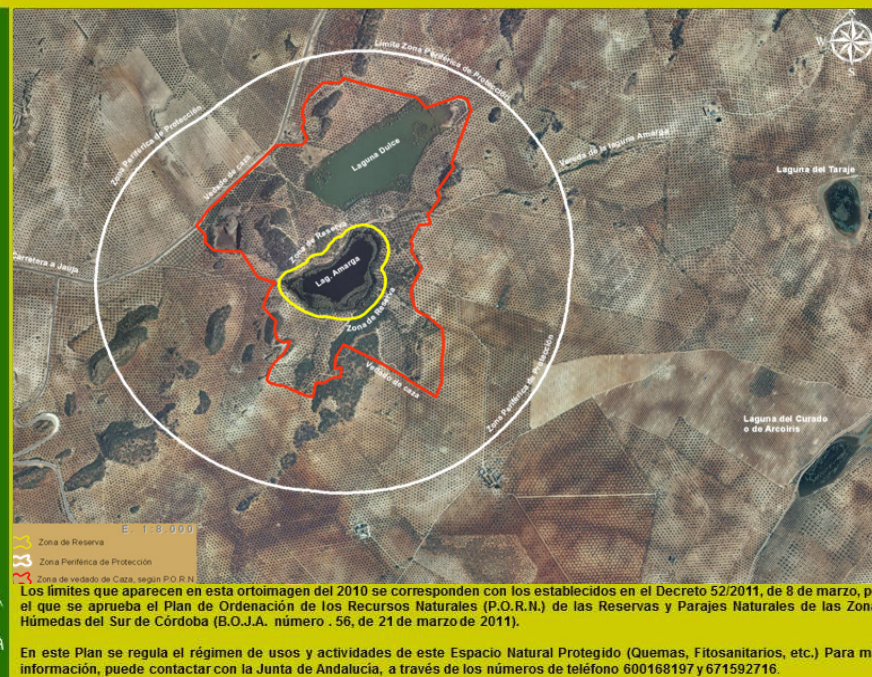 Límite Zona Periférica de Protección
Zona Periférica de Protección
Vedado de caza
Laguna Dulce
Vereda de la laguna Amarga
Laguna del Taraje
W
S
Carretera a Jauja
Zona de Reserva
Lag. Amarga
Zona de Reserva
Vedado de caza
Zona Periférica de Protección
Laguna del Curado
o de Arcoiris
E. 1:8.000
Zona de Reserva
Zona Periférica de Protección
Zona de vedado de Caza, según P.O.R.N.
Los límites que aparecen en esta ortoimagen del 2010 se corresponden con los establecidos en el Decreto 52/2011, de 8 de marzo, p
el que se aprueba el Plan de Ordenación de los Recursos Naturales (P.O.R.N.) de las Reservas y Parajes Naturales de las Zona
Húmedas del Sur de Córdoba (B.O.J.A. número . 56, de 21 de marzo de 2011).
En este Plan se regula el régimen de usos y actividades de este Espacio Natural Protegido (Quemas, Fitosanitarios, etc.) Para m
información, puede contactar con la Junta de Andalucía, a través de los números de teléfono 600168197 y 671592716.
A